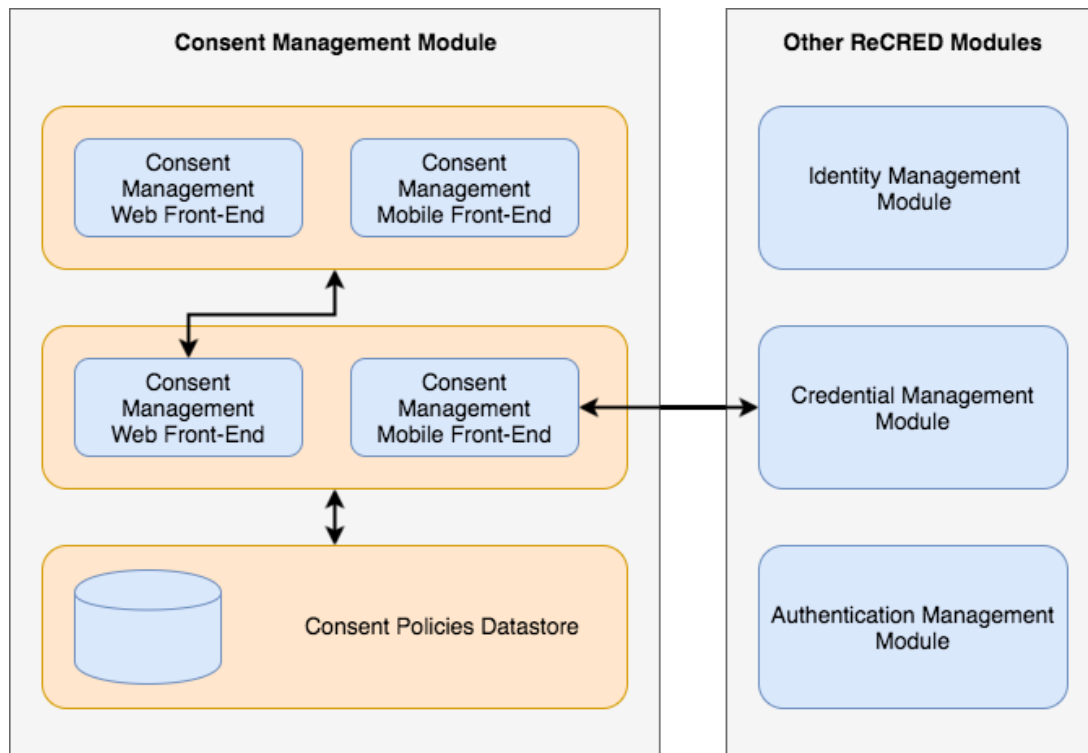 Consent Management Module
Consent
Management
Web Front-End
Consent
Management
Mobile Front-End
Consent
Management
Web Front-End
Consent
Management
Mobile Front-End
Consent Policies Datastore
Other ReCRED Modules
Identity Management
Module
Credential Management
Module
Authentication Management
Module